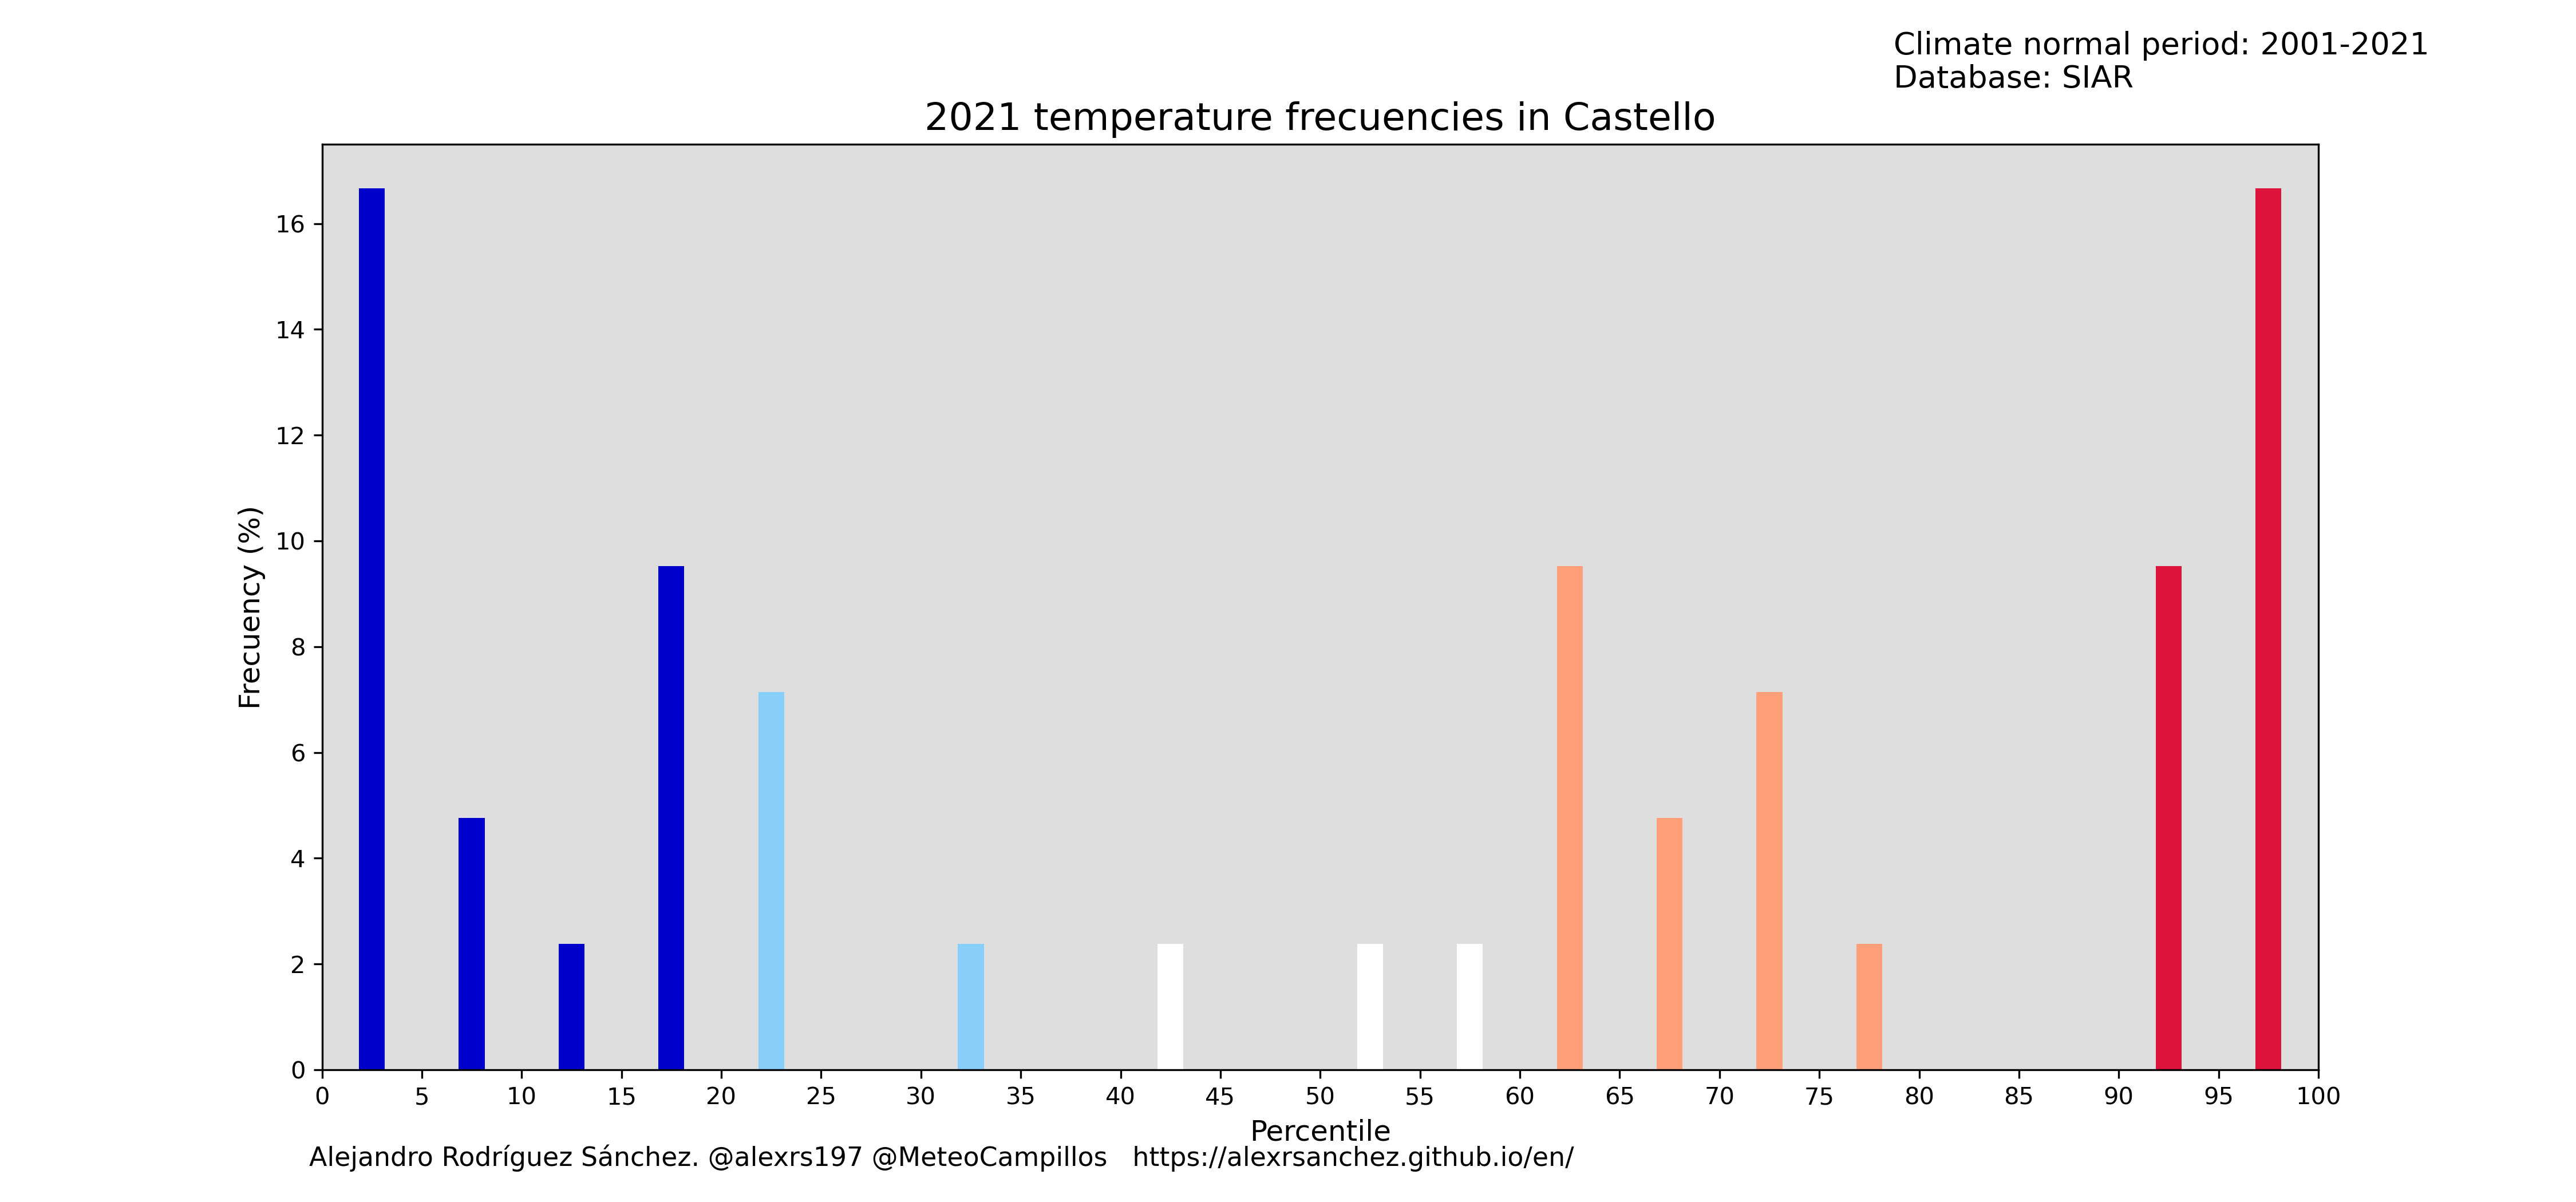 Climate normal period: 2001-2021
Database: SIAR
2021 temperature frecuencies in Castello
Frecuency (%)
16
14
12
10
8
6
4
2
0
0 5 10 15 20 25 30 35 40 45 50 55 60 65 70 75 80 85 90 95 100
Percentile
Alejandro Rodríguez Sánchez. @alexrs197 @MeteoCampillos https://alexrsanchez.github.io/en/